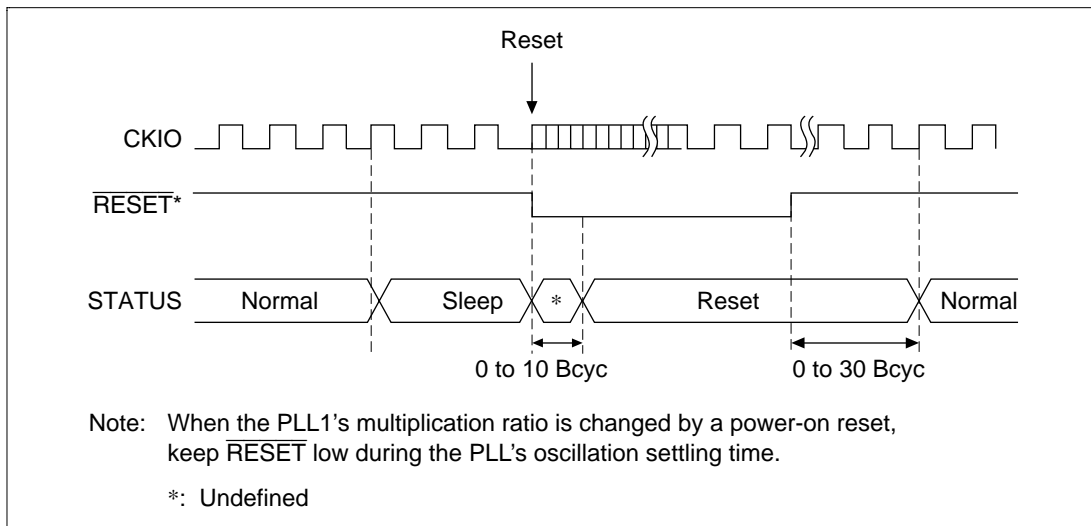 Reset
CKIO
RESET*
STATUS
Normal
Sleep
*
Reset
Normal
0 to 10 Bcyc
0 to 30 Bcyc
Note: When the PLL1's multiplication ratio is changed by a power-on reset,
keep RESET low during the PLL's oscillation settling time.
*: Undefined